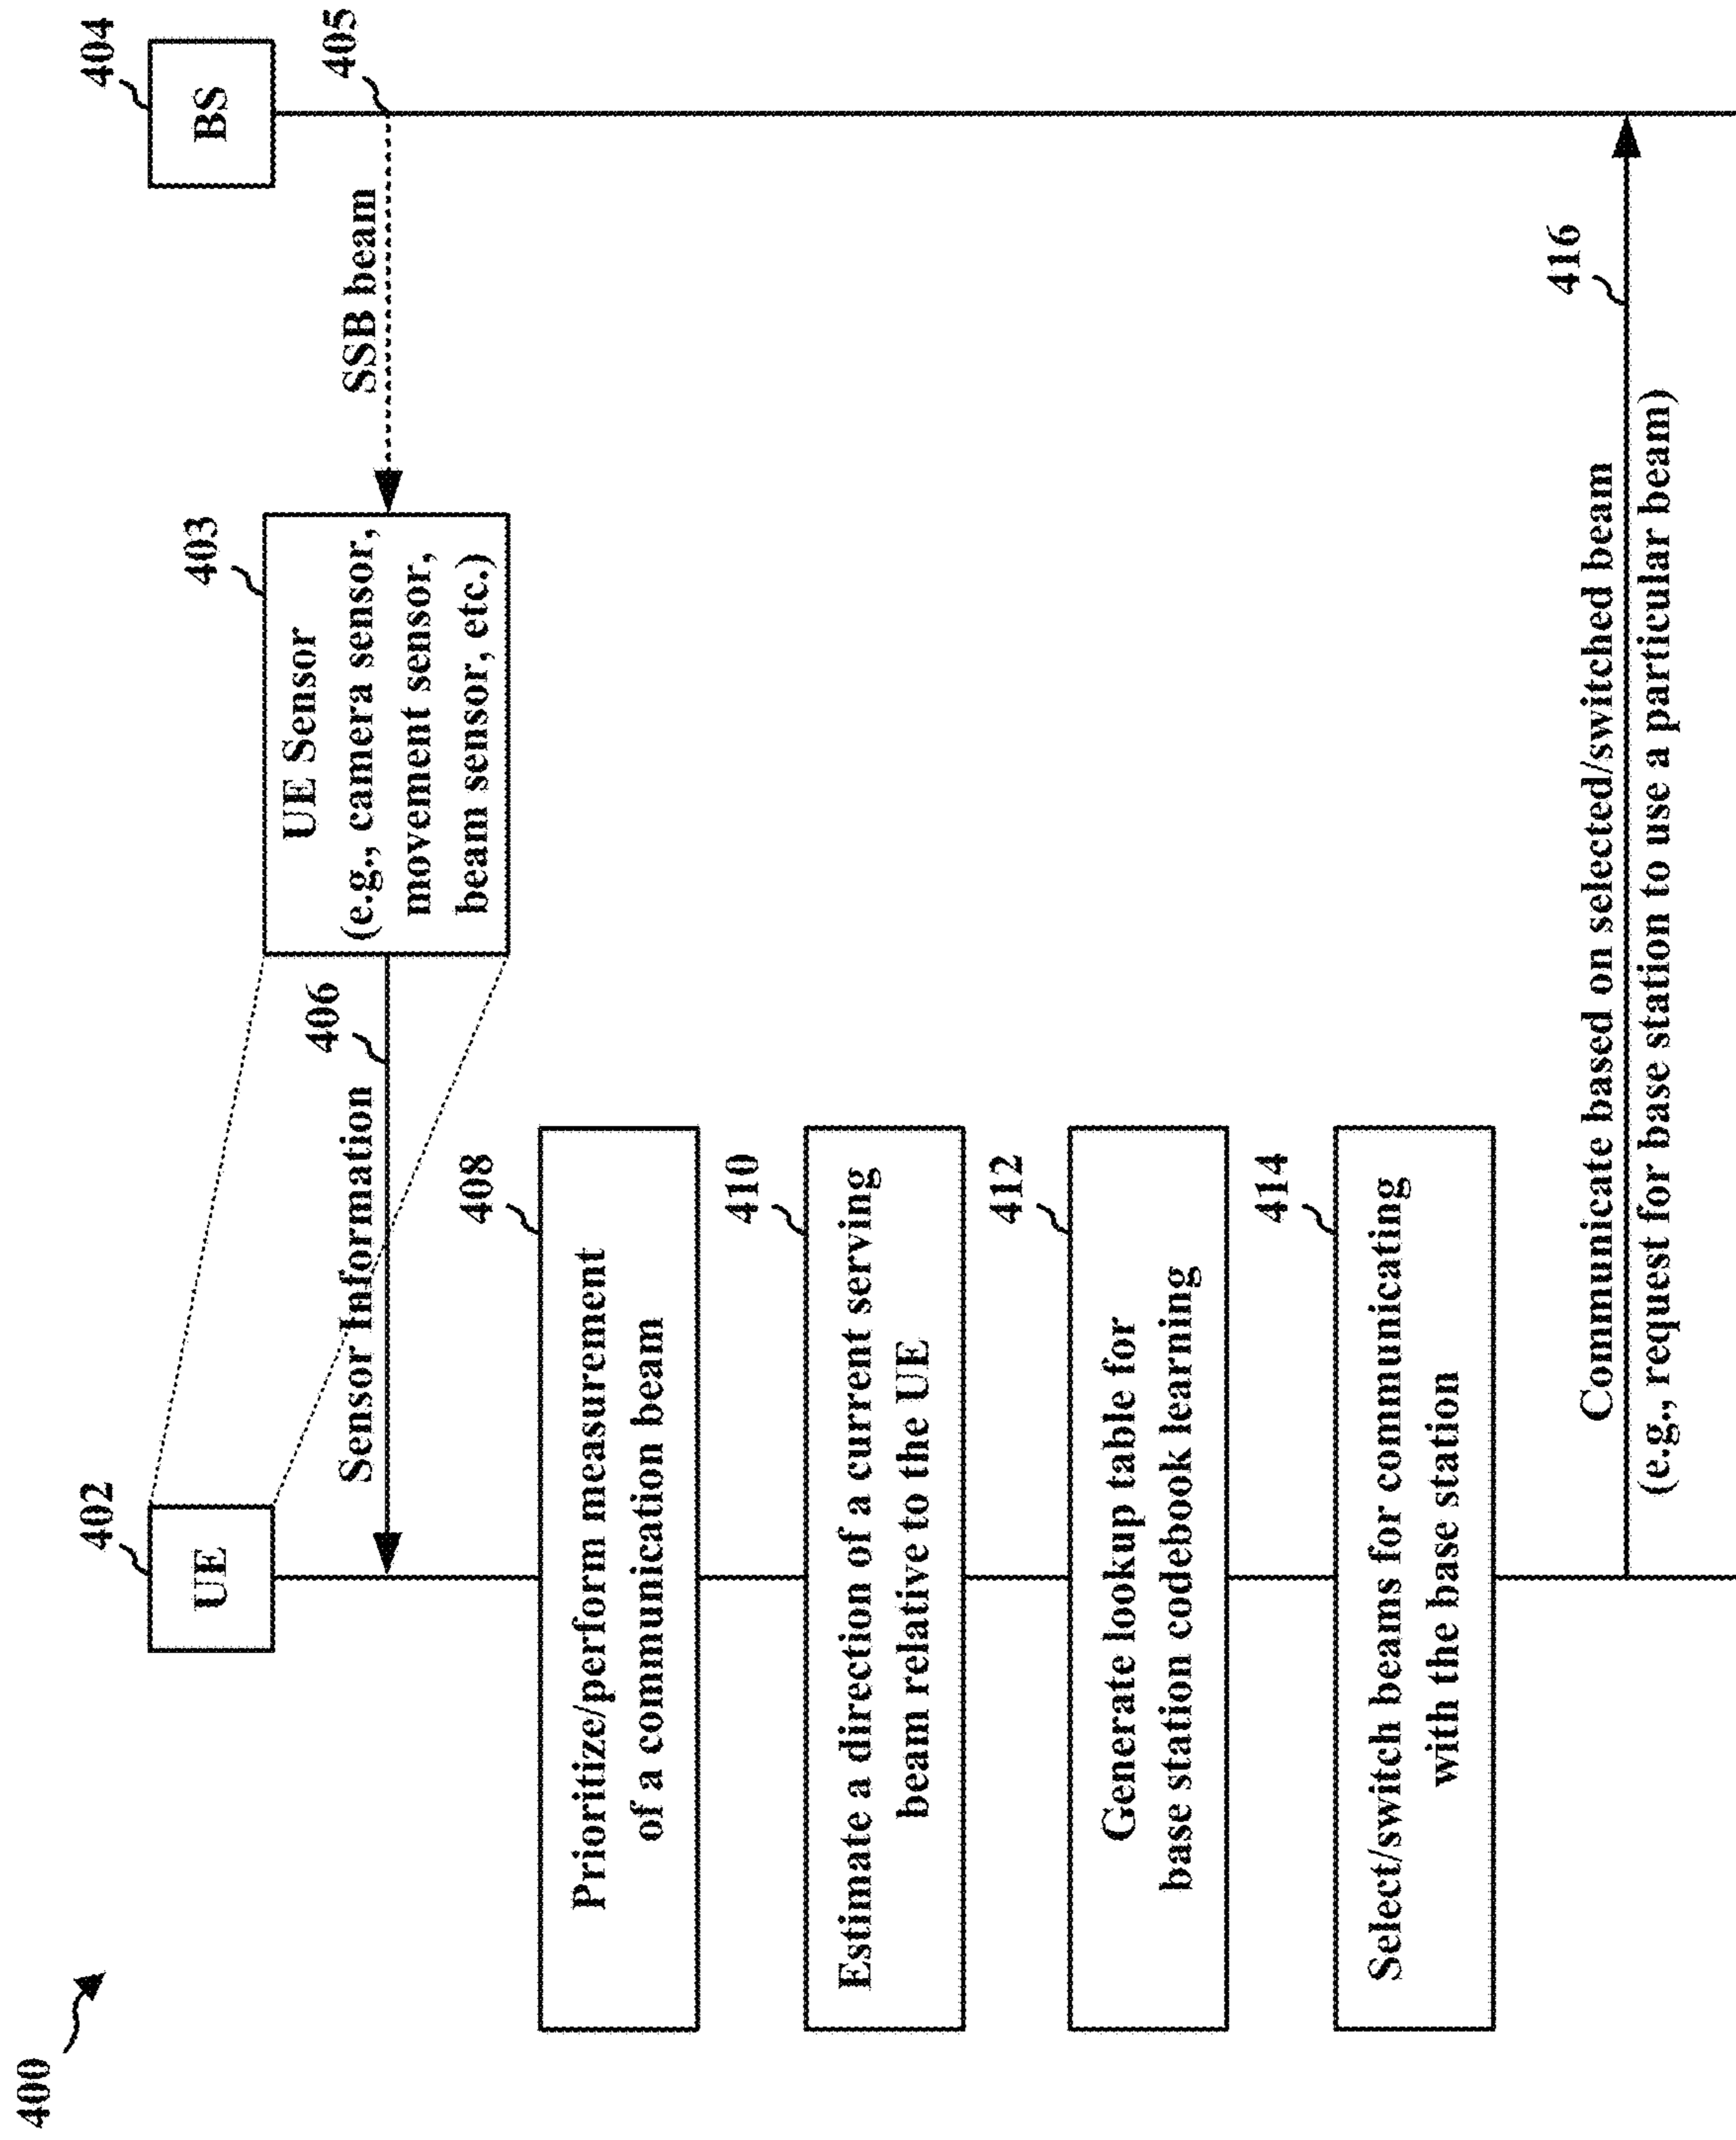 400
402
UE
404
BS
403
UE Sensor
(e.g., camera sensor,
movement sensor,
beam sensor, etc.)
405
SSB beam
406
Sensor Information
408
Prioritize/perform measurement
of a communication beam
410
Estimate a direction of a current serving
beam relative to the UE
412
Generate lookup table for
base station codebook learning
414
Select/switch beams for communicating
with the base station
416
Communicate based on selected/switched beam
(e.g., request for base station to use a particular beam)